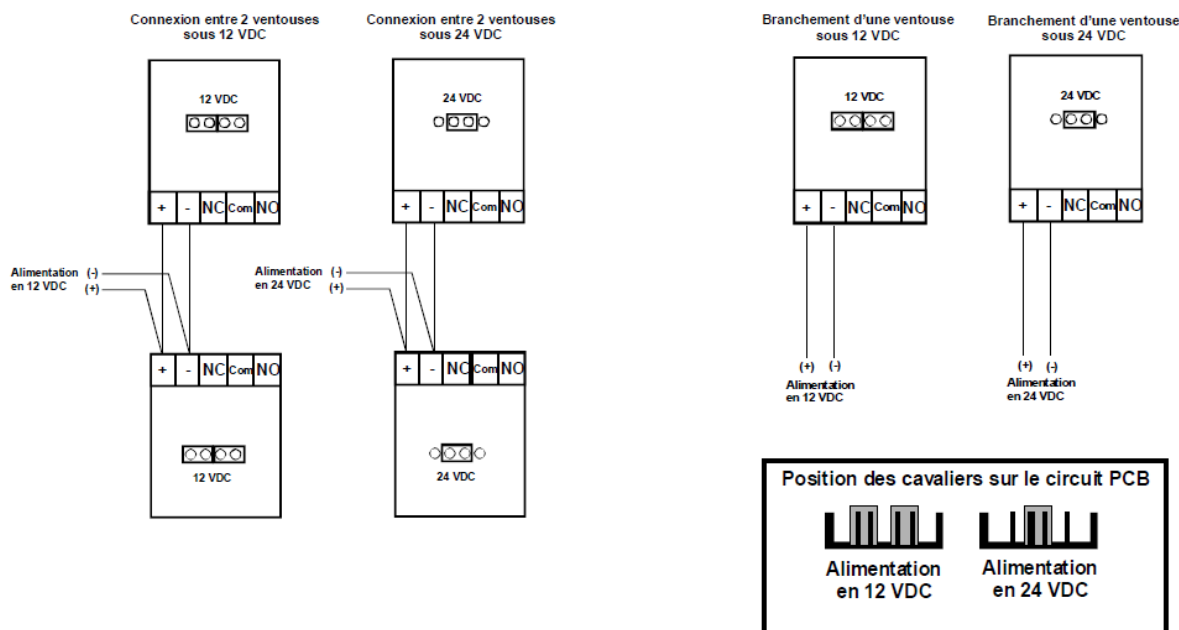 Connexion entre 2 ventouses
sous 12 VDC
12 VDC
+ - NC Com NO
Alimentation (-)
en 12 VDC (+)
+ - NC Com NO
12 VDC
Connexion entre 2 ventouses
sous 24 VDC
24 VDC
+ - NC Com NO
Alimentation (-)
en 24 VDC (+)
+ - NC Com NO
24 VDC
Branchement d'une ventouse
sous 12 VDC
12 VDC
+ - NC Com NO
(+) (-)
Alimentation
en 12 VDC
Branchement d'une ventouse
sous 24 VDC
24 VDC
+ - NC Com NO
(+) (-)
Alimentation
en 24 VDC
Position des cavaliers sur le circuit PCB
Alimentation
en 12 VDC
Alimentation
en 24 VDC